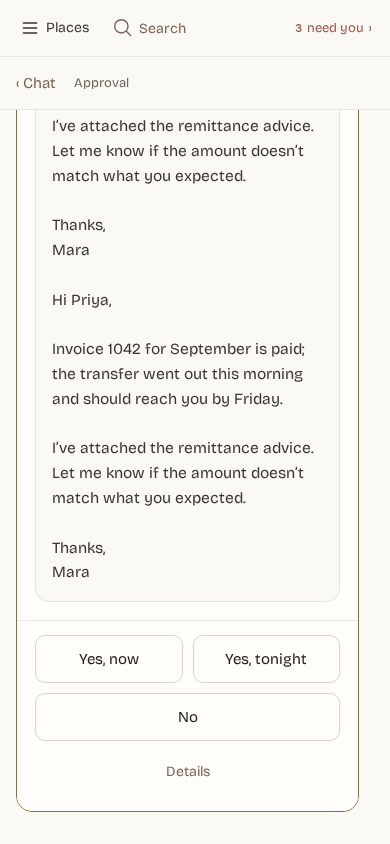 Places
Search
3 need you ›
‹ Chat
Approval
I've attached the remittance advice.
Let me know if the amount doesn't
match what you expected.
Thanks,
Mara
Hi Priya,
Invoice 1042 for September is paid;
the transfer went out this morning
and should reach you by Friday.
I've attached the remittance advice.
Let me know if the amount doesn't
match what you expected.
Thanks,
Mara
Yes, now
Yes, tonight
No
Details